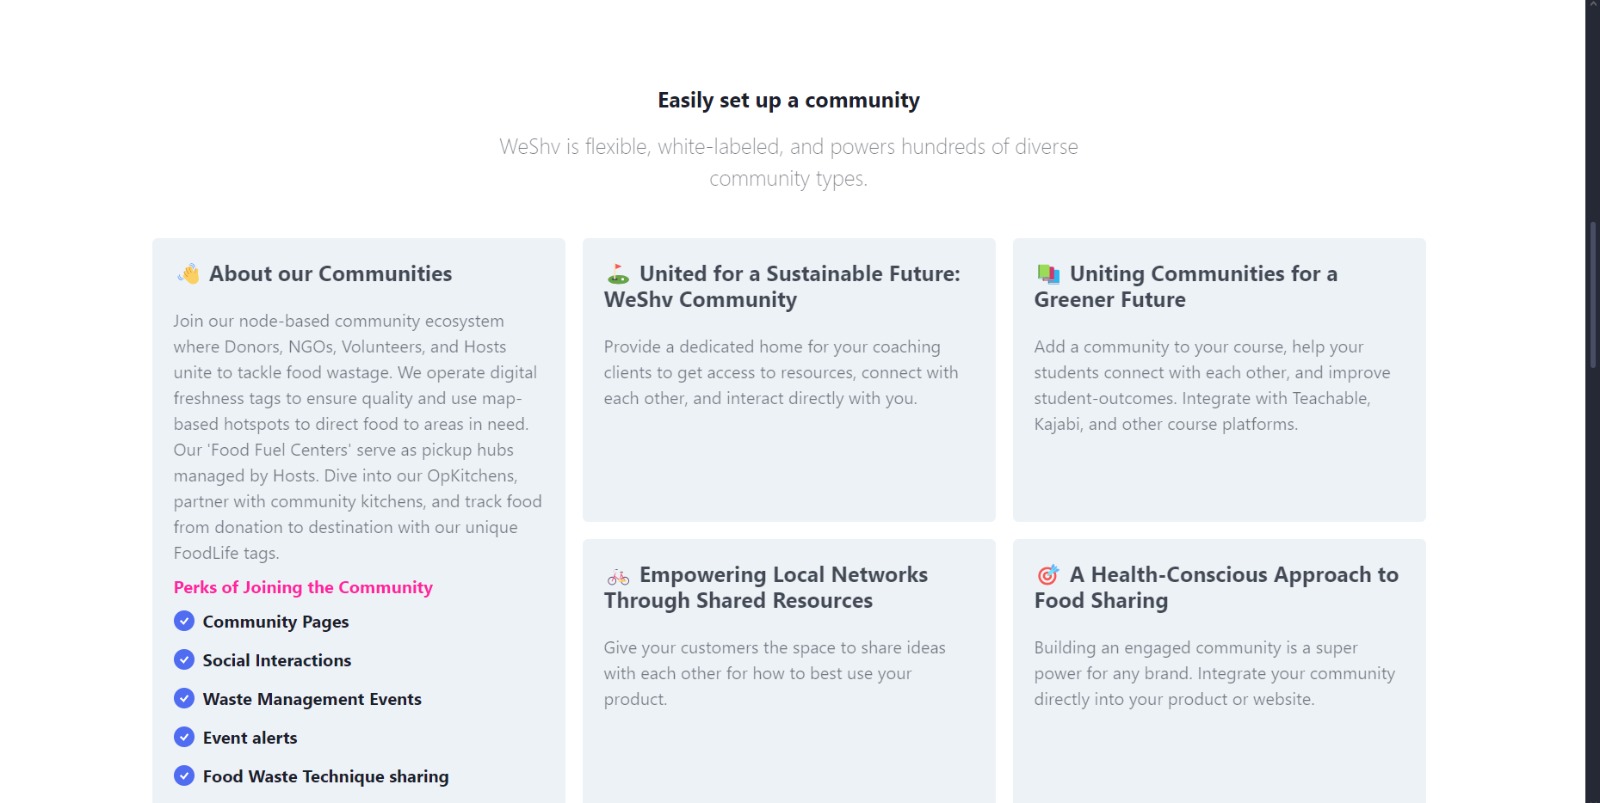 Easily set up a community
WeShv is flexible, white-labeled, and powers hundreds of diverse
community types.
About our Communities
Join our node-based community ecosystem
where Donors, NGOs, Volunteers, and Hosts
unite to tackle food wastage. We operate digital
freshness tags to ensure quality and use map-
based hotspots to direct food to areas in need.
Our 'Food Fuel Centers' serve as pickup hubs
managed by Hosts. Dive into our OpKitchens,
partner with community kitchens, and track food
from donation to destination with our unique
FoodLife tags.
Perks of Joining the Community
Community Pages
Social Interactions
Waste Management Events
Event alerts
Food Waste Technique sharing
United for a Sustainable Future:
WeShv Community
Provide a dedicated home for your coaching
clients to get access to resources, connect with
each other, and interact directly with you.
Uniting Communities for a
Greener Future
Add a community to your course, help your
students connect with each other, and improve
student-outcomes. Integrate with Teachable,
Kajabi, and other course platforms.
Empowering Local Networks
Through Shared Resources
Give your customers the space to share ideas
with each other for how to best use your
product.
A Health-Conscious Approach to
Food Sharing
Building an engaged community is a super
power for any brand. Integrate your community
directly into your product or website.